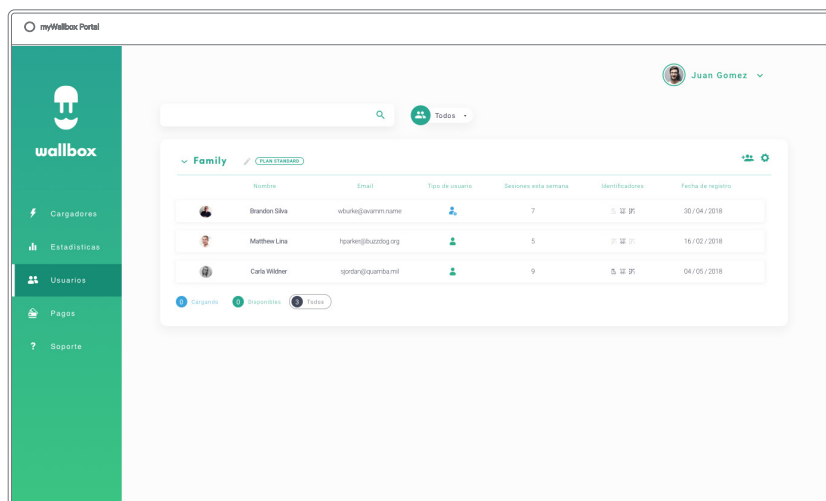 myWallbox Portal
Juan Gomez
Todos
wallbox
Family
PLAN STANDARD
Nombre Email Tipo de usuario Sesiones esta semana Identificadores Fecha de registro
Brandon Silva wburke@avamm.name 7 30 / 04 / 2018
Matthew Lina hparker@buzzdog.org 5 16 / 02 / 2018
Carla Wildner sjordan@quamba.mil 9 04 / 05 / 2018
0 Cargando 0 Disponibles 3 Todos
Cargadores
Estadísticas
Usuarios
Pagos
? Soporte